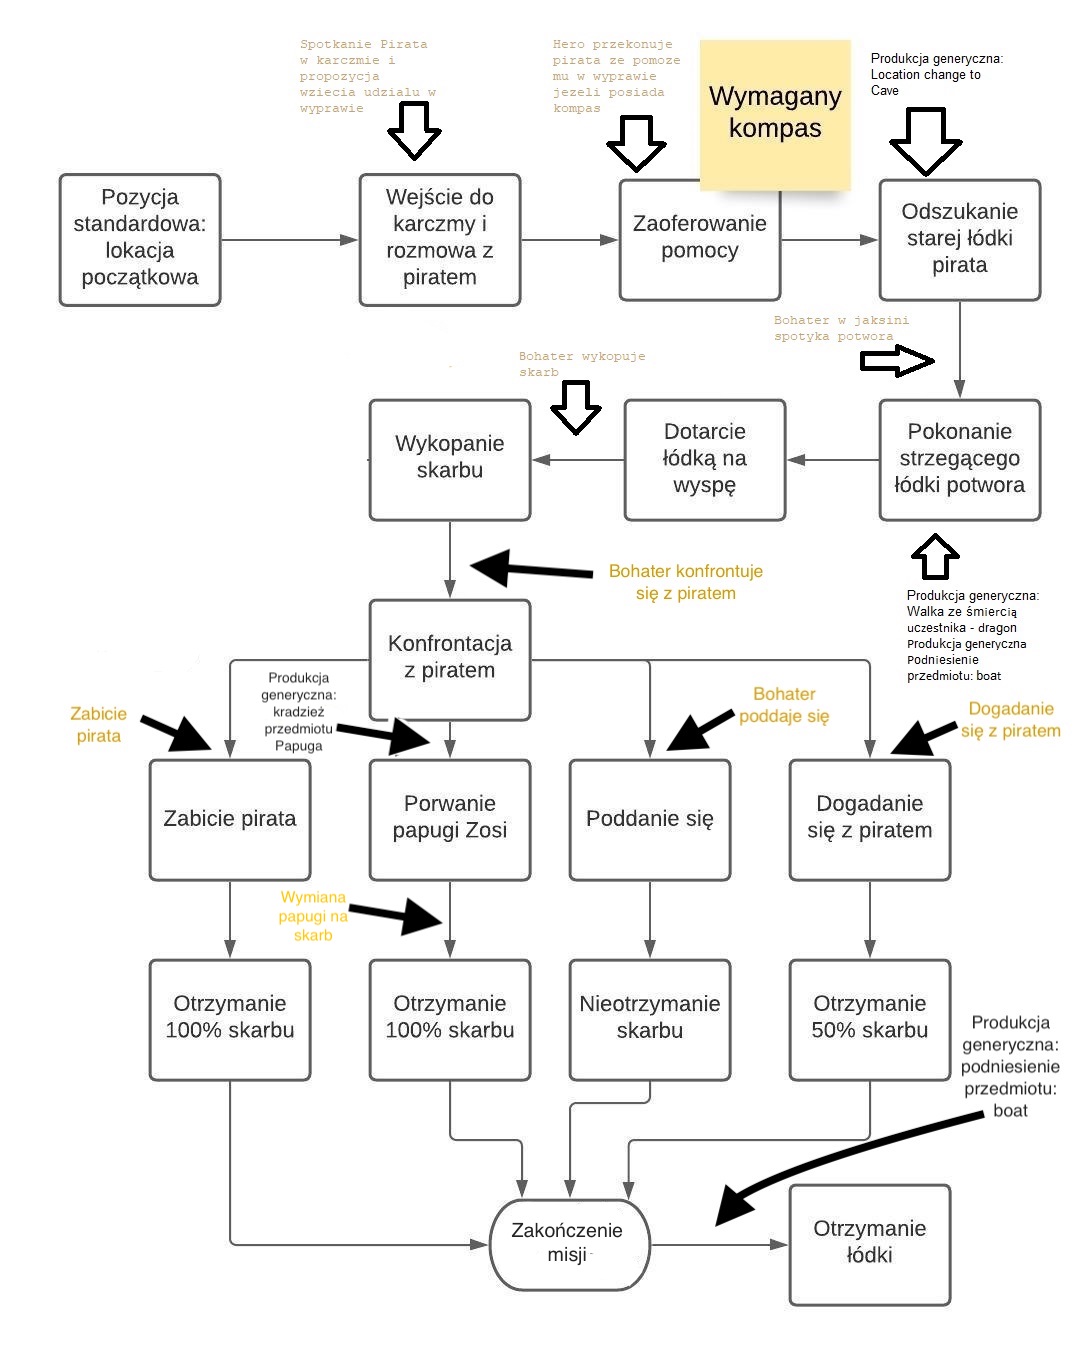 Spotkanie Pirata
w karczmie i
propozycja
wziecia udzialu w
wyprawie
Hero przekonuje
pirata ze pomoze
mu w wyprawie
jezeli posiada
kompas
Wymagany
kompas
Produkcja generyczna:
Location change to
Cave
Pozycja
standardowa:
lokacja
początkowa
Wejście do
karczmy i
rozmowa z
piratem
Zaoferowanie
pomocy
Odszukanie
starej łódki
pirata
Bohater w jaksini
spotyka potwora
Bohater wykopuje
skarb
Wykopanie
skarbu
Dotarcie
łódką na
wyspę
Pokonanie
strzegącego
łódki potwora
Bohater konfrontuje
się z piratem
Produkcja generyczna:
Walka ze śmiercią
uczestnika - dragon
Produkcja generyczna
Podniesienie
przedmiotu: boat
Konfrontacja
z piratem
Zabicie
pirata
Produkcja
generyczna:
kradzież
przedmiotu
Papuga
Bohater
poddaje się
Dogadanie
się z piratem
Zabicie pirata
Porwanie
papugi Zosi
Poddanie się
Dogadanie
się z piratem
Wymiana
papugi na
skarb
Otrzymanie
100% skarbu
Otrzymanie
100% skarbu
Nieotrzymanie
skarbu
Otrzymanie
50% skarbu
Produkcja
generyczna:
podniesienie
przedmiotu:
boat
Zakończenie
misji
Otrzymanie
łódki